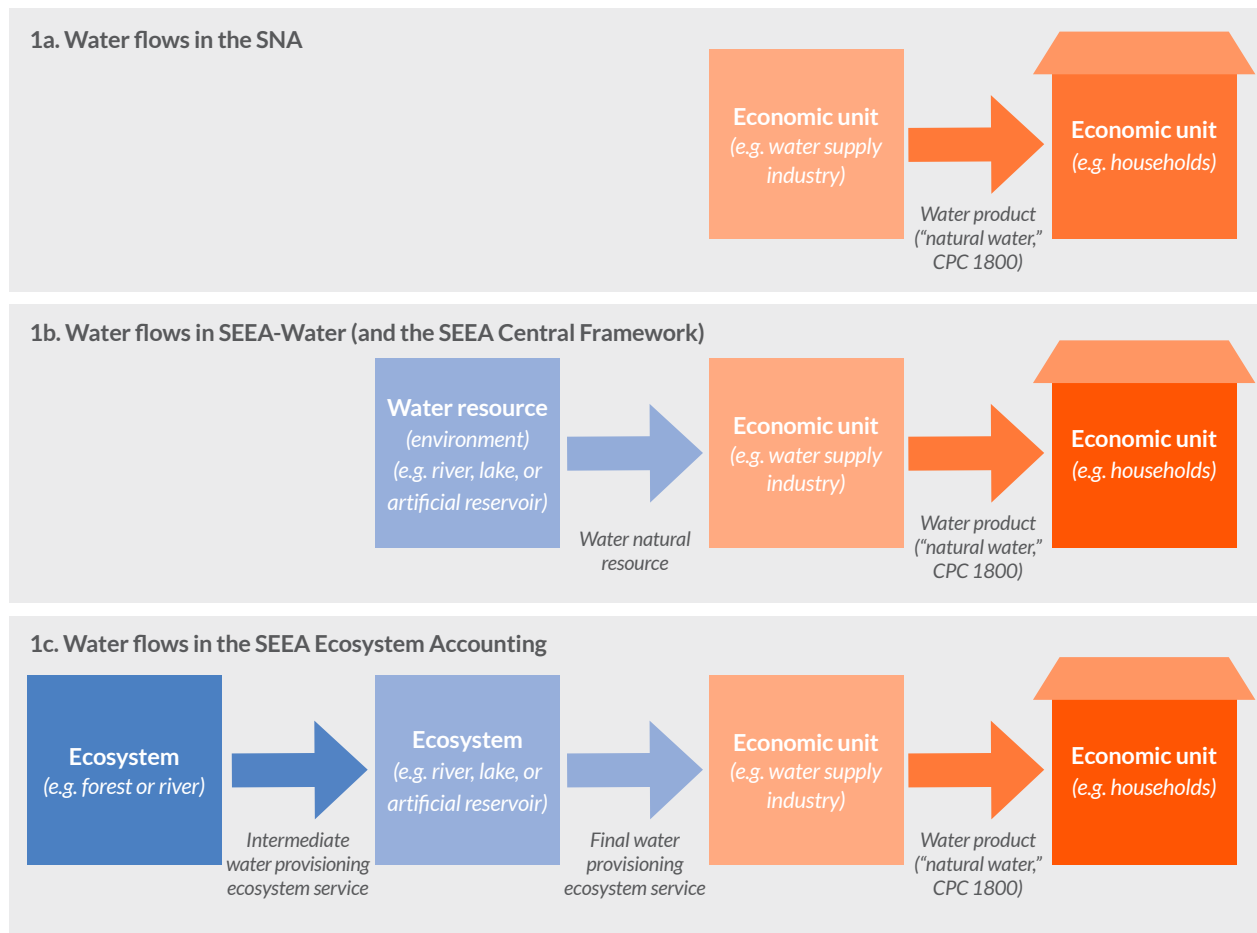 1a. Water flows in the SNA
Economic unit
(e.g. water supply
industry)
Water product
(“natural water,”
CPC 1800)
Economic unit
(e.g. households)
1b. Water flows in SEEA-Water (and the SEEA Central Framework)
Water resource
(environment)
(e.g. river, lake, or
artificial reservoir)
Water natural
resource
Economic unit
(e.g. water supply
industry)
Water product
(“natural water,”
CPC 1800)
Economic unit
(e.g. households)
1c. Water flows in the SEEA Ecosystem Accounting
Ecosystem
(e.g. forest or river)
Intermediate
water provisioning
ecosystem service
Ecosystem
(e.g. river, lake, or
artificial reservoir)
Final water
provisioning
ecosystem service
Economic unit
(e.g. water supply
industry)
Water product
(“natural water,”
CPC 1800)
Economic unit
(e.g. households)